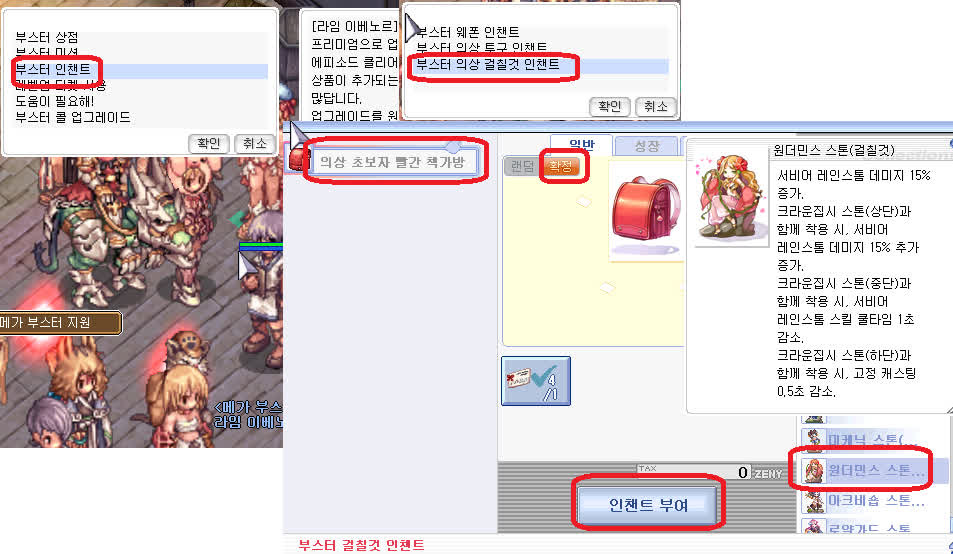 부스터 상점
부스터 미션
부스터 인챈트
레벨업 티켓 사용
도움이 필요해!
부스터 콜 업그레이드
확인
취소
[라임 이베노르]
프리미엄으로 업
에피소드 클리어
상품이 추가되는
많답니다.
업그레이드를 원
부스터 웨폰 인챈트
부스터 의상 투구 인챈트
부스터 의상 걸칠것 인챈트
확인
취소
의상 초보자 빨간 책가방
일반
성장
랜덤
확정
원더민스 스톤(걸칠것)
서비어 레인스톰 데미지 15%
증가.
크라운집시 스톤(상단)과
함께 착용 시, 서비어
레인스톰 데미지 15% 추가
증가.
크라운집시 스톤(중단)과
함께 착용 시, 서비어
레인스톰 스킬 쿨타임 1초
감소.
크라운집시 스톤(하단)과
함께 착용 시, 고정 캐스팅
0.5초 감소.
메가 부스터 지원
<메가 부스
라임 이베노
4
/1
미케닉 스톤(...
원더민스 스톤...
아크비숍 스톤...
로얄가드 스톤
TAX
0 ZENY
인챈트 부여
부스터 걸칠것 인챈트